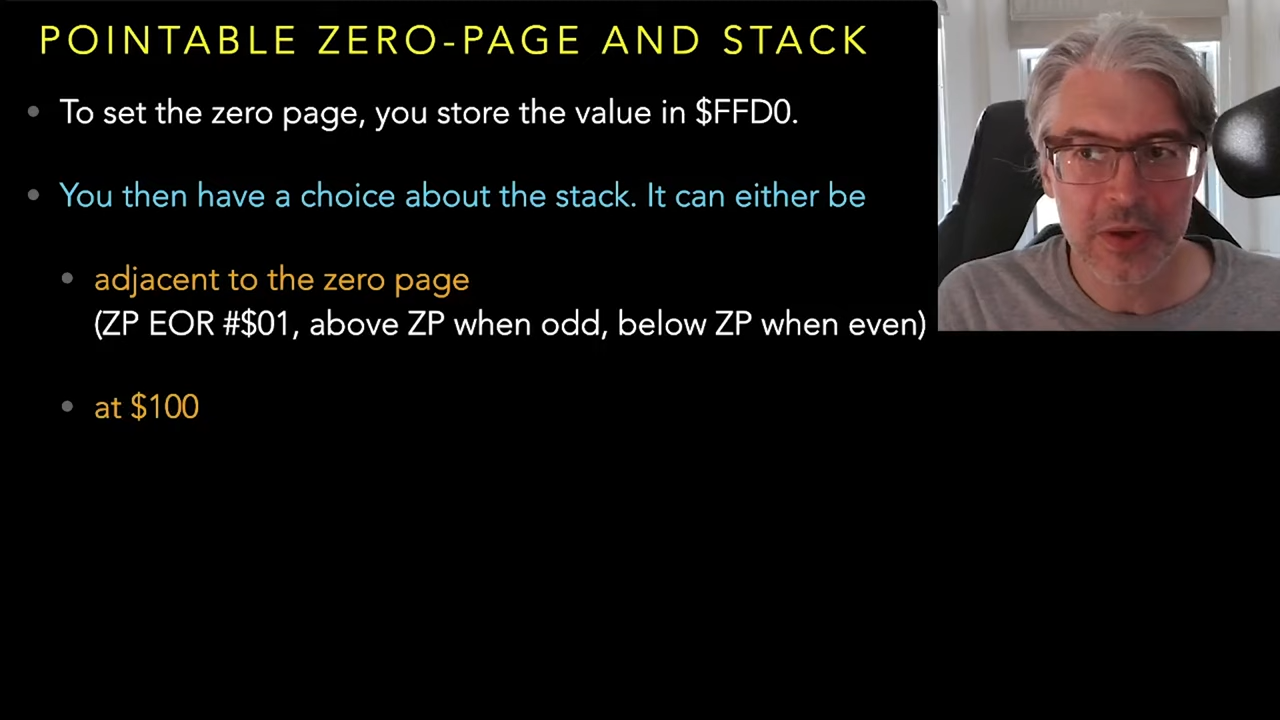 POINTABLE ZERO-PAGE AND STACK
To set the zero page, you store the value in $FFD0.
You then have a choice about the stack. It can either be
adjacent to the zero page
(ZP EOR #$01, above ZP when odd, below ZP when even)
at $100